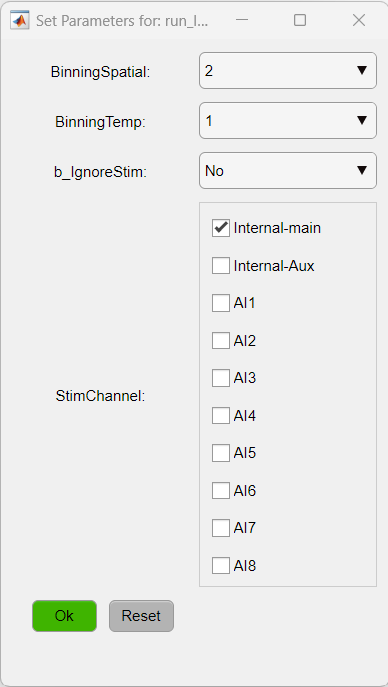 Set Parameters for: run_I...
BinningSpatial: 2
BinningTemp: 1
b_IgnoreStim: No
Internal-main
Internal-Aux
AI1
AI2
AI3
StimChannel:
AI4
AI5
AI6
AI7
AI8
Ok Reset